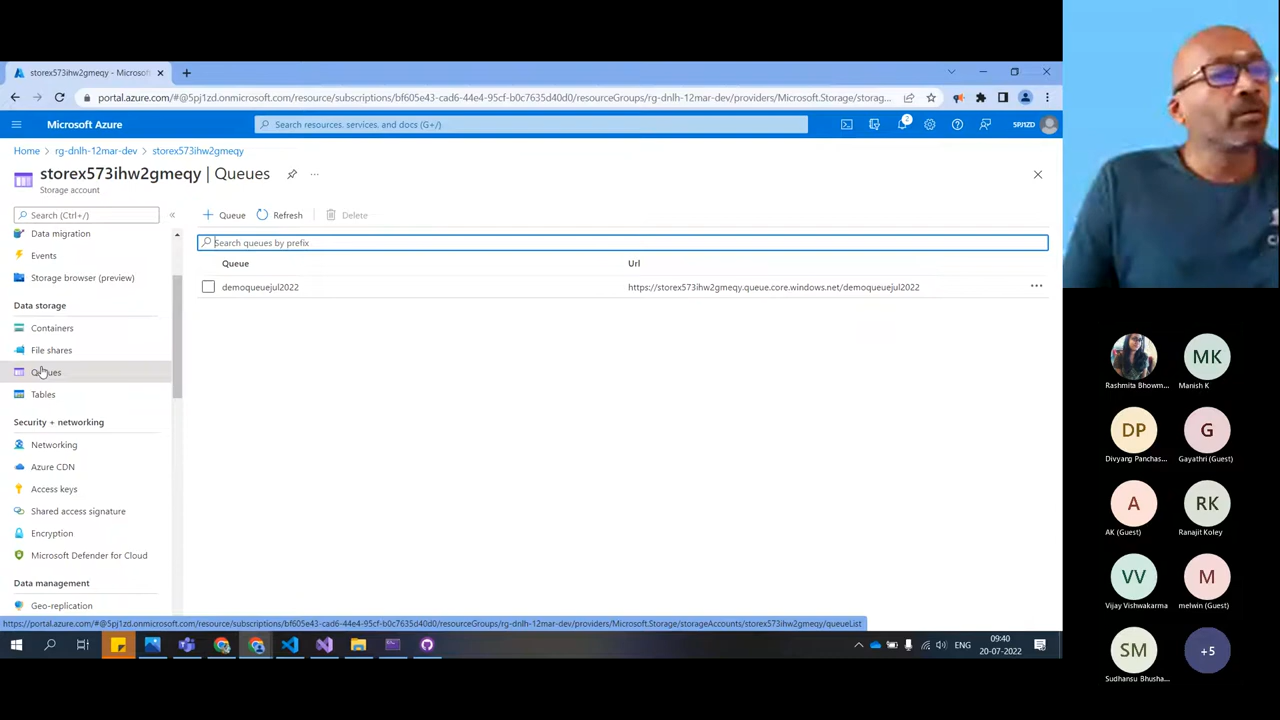 storex573ihw2gmeqy - Microsoft
portal.azure.com/#@5pj1zd.onmicrosoft.com/resource/subscriptions/bf605e43-cad6-44e4-95cf-b0c7635d40d0/resourceGroups/rg-dnlh-12mar-dev/providers/Microsoft.Storage/storag...
Microsoft Azure
Search resources, services, and docs (G+/)
2
5PJ1ZD
Home > rg-dnlh-12mar-dev > storex573ihw2gmeqy
storex573ihw2gmeqy | Queues
Storage account
Search (Ctrl+/)
Data migration
Events
Storage browser (preview)
Data storage
Containers
File shares
Queues
Tables
Security + networking
Networking
Azure CDN
Access keys
Shared access signature
Encryption
Microsoft Defender for Cloud
Data management
Geo-replication
Queue Refresh Delete
Search queues by prefix
Queue Url
demoqueuejul2022 https://storex573ihw2gmeqy.queue.core.windows.net/demoqueuejul2022
https://portal.azure.com/#@5pj1zd.onmicrosoft.com/resource/subscriptions/bf605e43-cad6-44e4-95cf-b0c7635d40d0/resourceGroups/rg-dnlh-12mar-dev/providers/Microsoft.Storage/storageAccounts/storex573ihw2gmeqy/queueList
ENG
09:40
20-07-2022
Rashmita Bhowm...
MK
Manish K
DP
Divyang Panchas...
G
Gayathri (Guest)
A
AK (Guest)
RK
Ranajit Koley
VV
Vijay Vishwakarma
M
melwin (Guest)
SM
Sudhansu Bhusha...
+5